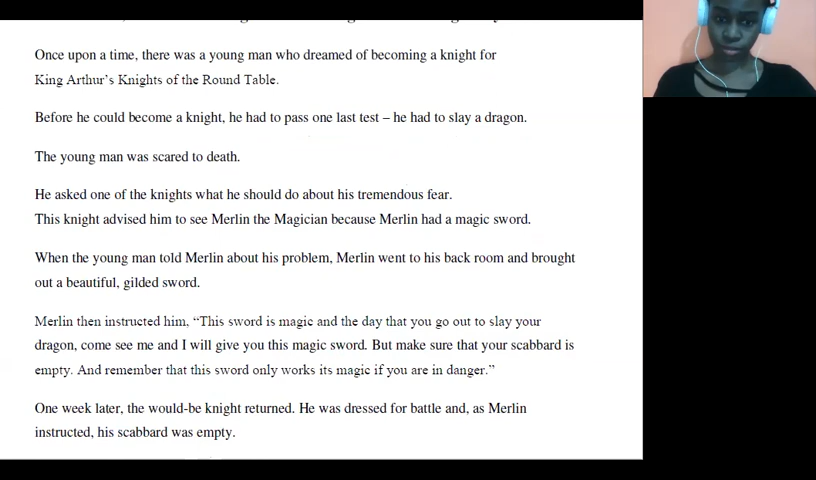 Once upon a time, there was a young man who dreamed of becoming a knight for
King Arthur’s Knights of the Round Table.
Before he could become a knight, he had to pass one last test – he had to slay a dragon.
The young man was scared to death.
He asked one of the knights what he should do about his tremendous fear.
This knight advised him to see Merlin the Magician because Merlin had a magic sword.
When the young man told Merlin about his problem, Merlin went to his back room and brought
out a beautiful, gilded sword.
Merlin then instructed him, “This sword is magic and the day that you go out to slay your
dragon, come see me and I will give you this magic sword. But make sure that your scabbard is
empty. And remember that this sword only works its magic if you are in danger.”
One week later, the would-be knight returned. He was dressed for battle and, as Merlin
instructed, his scabbard was empty.